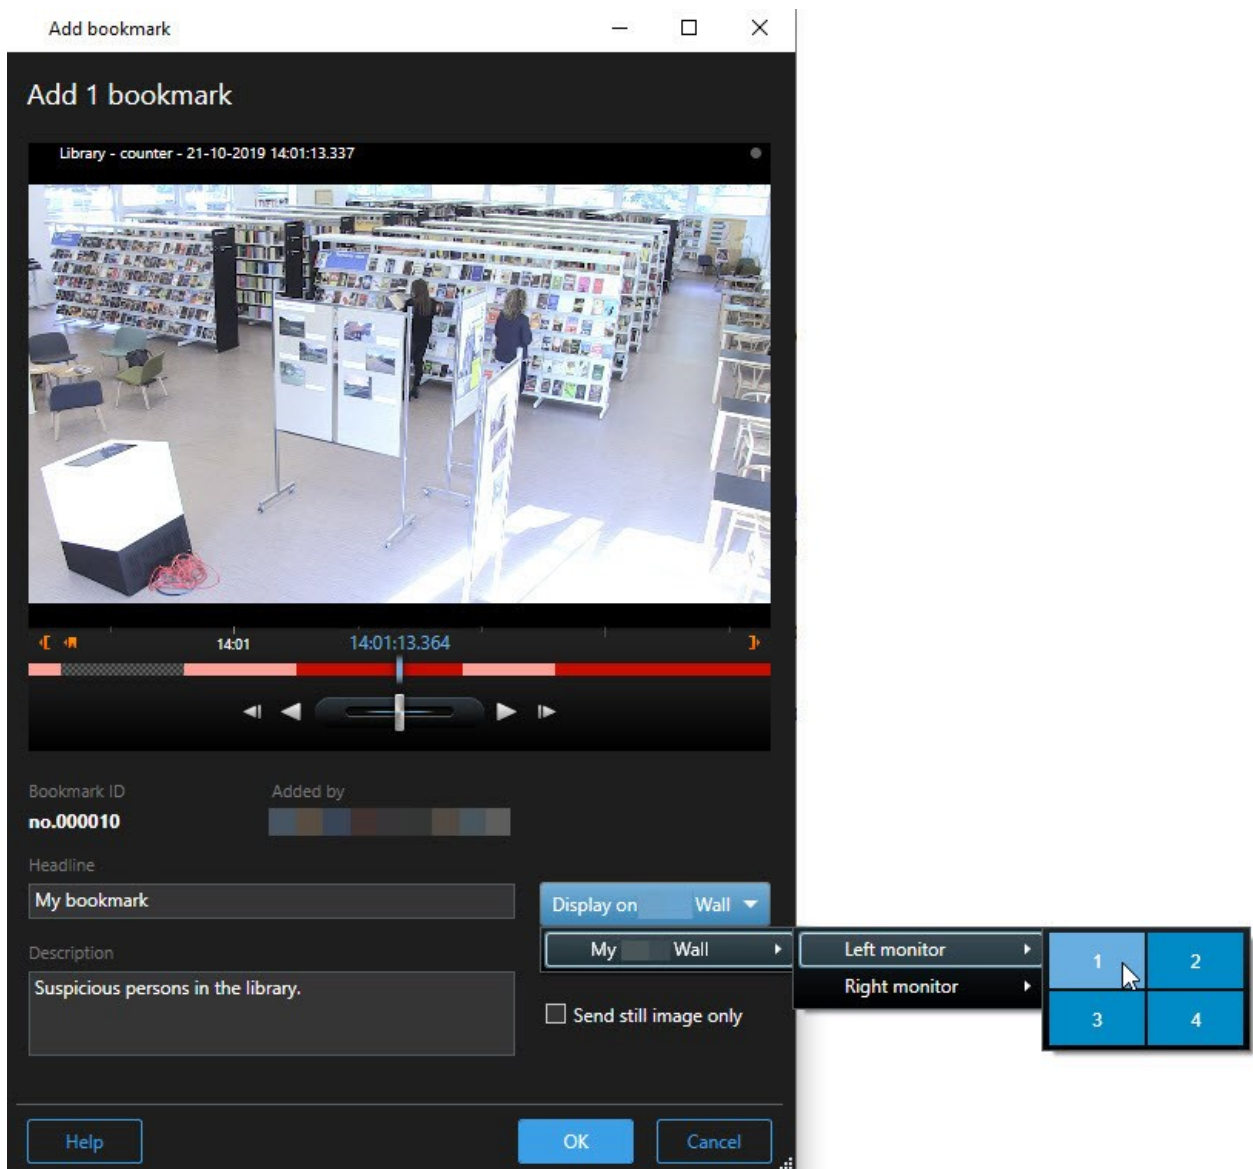 Add bookmark
Add 1 bookmark
Library - counter - 21-10-2019 14:01:13.337
14:01
14:01:13.364
Bookmark ID
Added by
no.000010
Headline
My bookmark
Display on Wall
My Wall
Left monitor
Right monitor
1
2
3
4
Description
Suspicious persons in the library.
Send still image only
Help
OK
Cancel